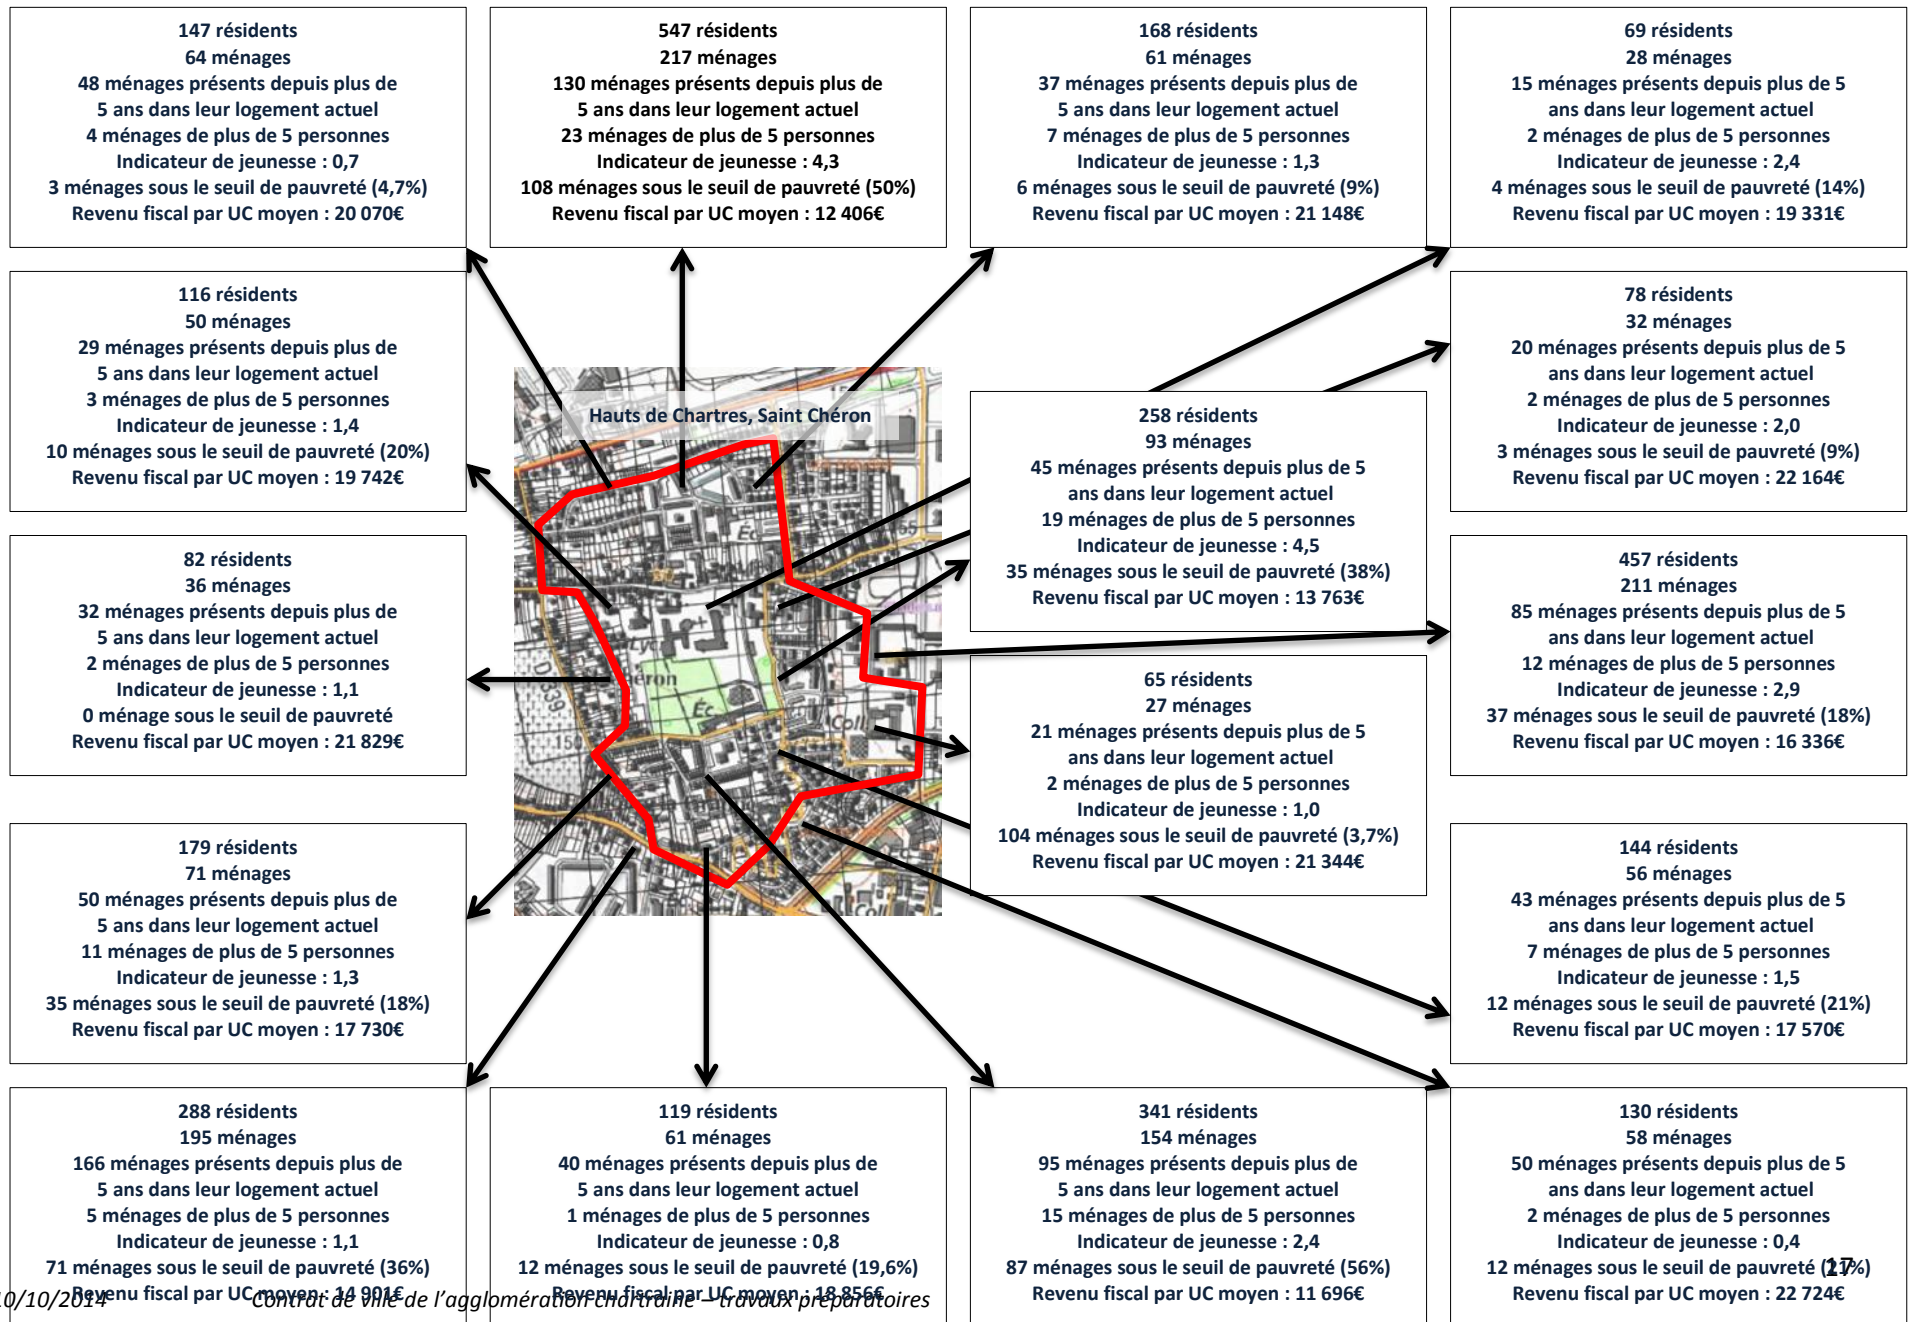 147 résidents
64 ménages
48 ménages présents depuis plus de
5 ans dans leur logement actuel
4 ménages de plus de 5 personnes
Indicateur de jeunesse : 0,7
3 ménages sous le seuil de pauvreté (4,7%)
Revenu fiscal par UC moyen : 20 070€
547 résidents
217 ménages
130 ménages présents depuis plus de
5 ans dans leur logement actuel
23 ménages de plus de 5 personnes
Indicateur de jeunesse : 4,3
108 ménages sous le seuil de pauvreté (50%)
Revenu fiscal par UC moyen : 12 406€
168 résidents
61 ménages
37 ménages présents depuis plus de
5 ans dans leur logement actuel
7 ménages de plus de 5 personnes
Indicateur de jeunesse : 1,3
6 ménages sous le seuil de pauvreté (9%)
Revenu fiscal par UC moyen : 21 148€
69 résidents
28 ménages
15 ménages présents depuis plus de 5
ans dans leur logement actuel
2 ménages de plus de 5 personnes
Indicateur de jeunesse : 2,4
4 ménages sous le seuil de pauvreté (14%)
Revenu fiscal par UC moyen : 19 331€
116 résidents
50 ménages
29 ménages présents depuis plus de
5 ans dans leur logement actuel
3 ménages de plus de 5 personnes
Indicateur de jeunesse : 1,4
10 ménages sous le seuil de pauvreté (20%)
Revenu fiscal par UC moyen : 19 742€
78 résidents
32 ménages
20 ménages présents depuis plus de 5
ans dans leur logement actuel
2 ménages de plus de 5 personnes
Indicateur de jeunesse : 2,0
3 ménages sous le seuil de pauvreté (9%)
Revenu fiscal par UC moyen : 22 164€
Hauts de Chartres, Saint Chéron
Éc
Lyc
éron
Éc
Coll
D 339
Coll
258 résidents
93 ménages
45 ménages présents depuis plus de 5
ans dans leur logement actuel
19 ménages de plus de 5 personnes
Indicateur de jeunesse : 4,5
35 ménages sous le seuil de pauvreté (38%)
Revenu fiscal par UC moyen : 13 763€
82 résidents
36 ménages
32 ménages présents depuis plus de
5 ans dans leur logement actuel
2 ménages de plus de 5 personnes
Indicateur de jeunesse : 1,1
0 ménage sous le seuil de pauvreté
Revenu fiscal par UC moyen : 21 829€
457 résidents
211 ménages
85 ménages présents depuis plus de 5
ans dans leur logement actuel
12 ménages de plus de 5 personnes
Indicateur de jeunesse : 2,9
37 ménages sous le seuil de pauvreté (18%)
Revenu fiscal par UC moyen : 16 336€
65 résidents
27 ménages
21 ménages présents depuis plus de 5
ans dans leur logement actuel
2 ménages de plus de 5 personnes
Indicateur de jeunesse : 1,0
104 ménages sous le seuil de pauvreté (3,7%)
Revenu fiscal par UC moyen : 21 344€
179 résidents
71 ménages
50 ménages présents depuis plus de
5 ans dans leur logement actuel
11 ménages de plus de 5 personnes
Indicateur de jeunesse : 1,3
35 ménages sous le seuil de pauvreté (18%)
Revenu fiscal par UC moyen : 17 730€
144 résidents
56 ménages
43 ménages présents depuis plus de 5
ans dans leur logement actuel
7 ménages de plus de 5 personnes
Indicateur de jeunesse : 1,5
12 ménages sous le seuil de pauvreté (21%)
Revenu fiscal par UC moyen : 17 570€
288 résidents
195 ménages
166 ménages présents depuis plus de
5 ans dans leur logement actuel
5 ménages de plus de 5 personnes
Indicateur de jeunesse : 1,1
71 ménages sous le seuil de pauvreté (36%)
Revenu fiscal par UC moyen : 14 901€
119 résidents
61 ménages
40 ménages présents depuis plus de
5 ans dans leur logement actuel
1 ménages de plus de 5 personnes
Indicateur de jeunesse : 0,8
12 ménages sous le seuil de pauvreté (19,6%)
Revenu fiscal par UC moyen : 18 856€
341 résidents
154 ménages
95 ménages présents depuis plus de
5 ans dans leur logement actuel
15 ménages de plus de 5 personnes
Indicateur de jeunesse : 2,4
87 ménages sous le seuil de pauvreté (56%)
Revenu fiscal par UC moyen : 11 696€
130 résidents
58 ménages
50 ménages présents depuis plus de 5
ans dans leur logement actuel
2 ménages de plus de 5 personnes
Indicateur de jeunesse : 0,4
12 ménages sous le seuil de pauvreté (21%)
Revenu fiscal par UC moyen : 22 724€
17
0/10/2014
Contrat de ville de l'agglomération chartraine – travaux préparatoires